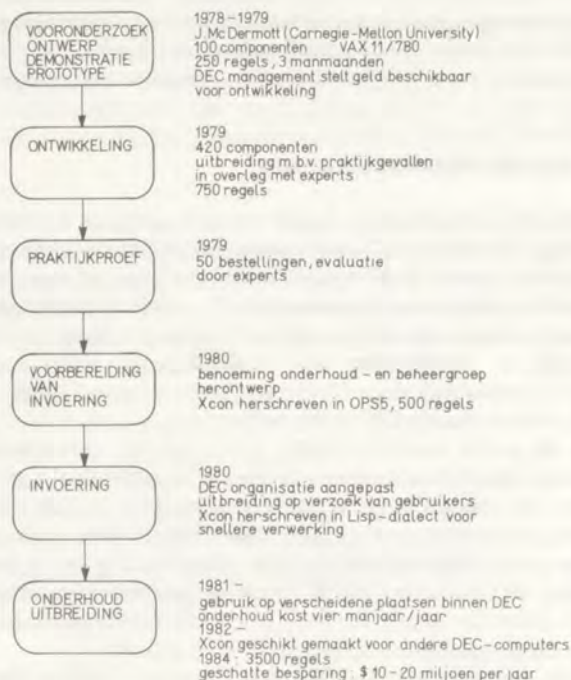 VOORONDERZOEK
ONTWERP
DEMONSTRATIE
PROTOTYPE
1978-1979
J. Mc Dermott (Carnegie-Mellon University)
100 componenten VAX 11/780
250 regels, 3 manmaanden
DEC management stelt geld beschikbaar
voor ontwikkeling
ONTWIKKELING
1979
420 componenten
uitbreiding m.b.v. praktijkgevallen
in overleg met experts
750 regels
PRAKTIJKPROEF
1979
50 bestellingen, evaluatie
door experts
VOORBEREIDING
VAN
INVOERING
1980
benoeming onderhoud - en beheergroep
herontwerp
Xcon herschreven in OPS5, 500 regels
INVOERING
1980
DEC organisatie aangepast
uitbreiding op verzoek van gebruikers
Xcon herschreven in Lisp-dialect voor
snellere verwerking
ONDERHOUD
UITBREIDING
1981 -
gebruik op verscheidene plaatsen binnen DEC
onderhoud kost vier manjaar/jaar
1982 -
Xcon geschikt gemaakt voor andere DEC-computers
1984 : 3500 regels
geschatte besparing : $ 10-20 miljoen per jaar